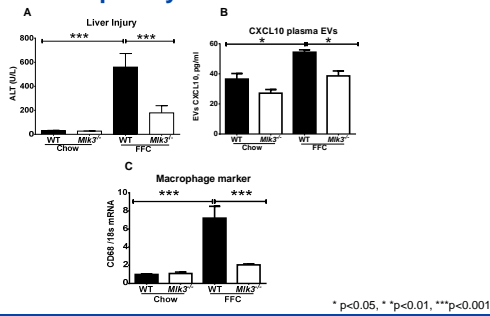 A
Liver Injury
ALT (U/L)
800
600
400
200
0
***
***
WT
Mlk3-/-
WT
Mlk3-/-
Chow
FFC
B
CXCL10 plasma EVs
EVs CXCL10, pg/ml
60
40
20
0
*
*
WT
Mlk3-/-
WT
Mlk3-/-
Chow
FFC
C
Macrophage marker
CD68 /18s mRNA
10
8
6
4
2
0
***
***
WT
Mlk3-/-
WT
Mlk3-/-
Chow
FFC
* p<0.05, * *p<0.01, ***p<0.001